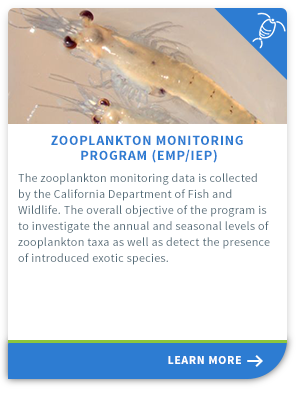 ZOOPLANKTON MONITORING
PROGRAM (EMP/IEP)
The zooplankton monitoring data is collected
by the California Department of Fish and
Wildlife. The overall objective of the program is
to investigate the annual and seasonal levels of
zooplankton taxa as well as detect the presence
of introduced exotic species.
LEARN MORE